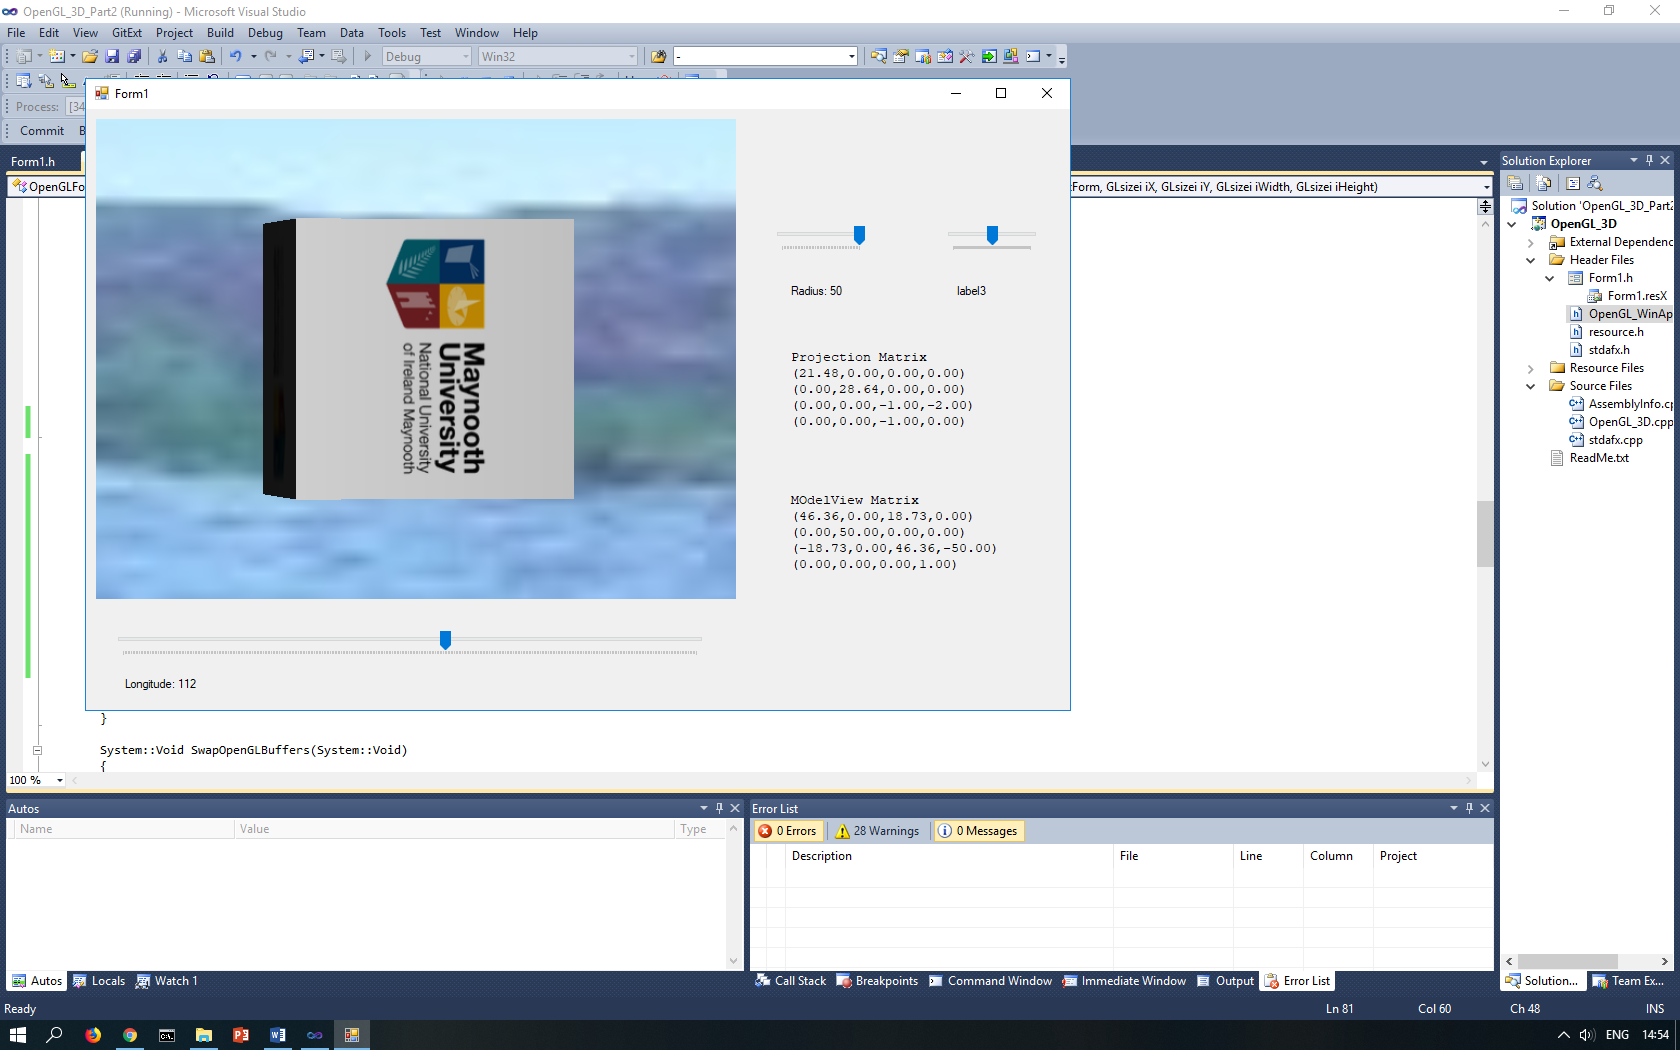 OpenGL_3D_Part2 (Running) - Microsoft Visual Studio
File Edit View GitExt Project Build Debug Team Data Tools Test Window Help
Debug Win32 -
Process: [34
Commit
Form1
Form1.h
OpenGLFo
Form, GLsizei iX, GLsizei iY, GLsizei iWidth, GLsizei iHeight)
Maynooth
University
National University
of Ireland Maynooth
Radius: 50
label3
Projection Matrix
(21.48,0.00,0.00,0.00)
(0.00,28.64,0.00,0.00)
(0.00,0.00,-1.00,-2.00)
(0.00,0.00,-1.00,0.00)
MOdelView Matrix
(46.36,0.00,18.73,0.00)
(0.00,50.00,0.00,0.00)
(-18.73,0.00,46.36,-50.00)
(0.00,0.00,0.00,1.00)
Longitude: 112
}
System::Void SwapOpenGLBuffers(System::Void)
{
100 %
Solution Explorer
Solution 'OpenGL_3D_Part2
OpenGL_3D
External Dependenc
Header Files
Form1.h
Form1.resX
OpenGL_WinAp
resource.h
stdafx.h
Resource Files
Source Files
AssemblyInfo.cp
OpenGL_3D.cpp
stdafx.cpp
ReadMe.txt
Solution... Team Ex...
Autos
Name Value Type
Autos Locals Watch 1
Error List
0 Errors 28 Warnings 0 Messages
Description File Line Column Project
Call Stack Breakpoints Command Window Immediate Window Output Error List
Ready Ln 81 Col 60 Ch 48 INS
ENG 14:54